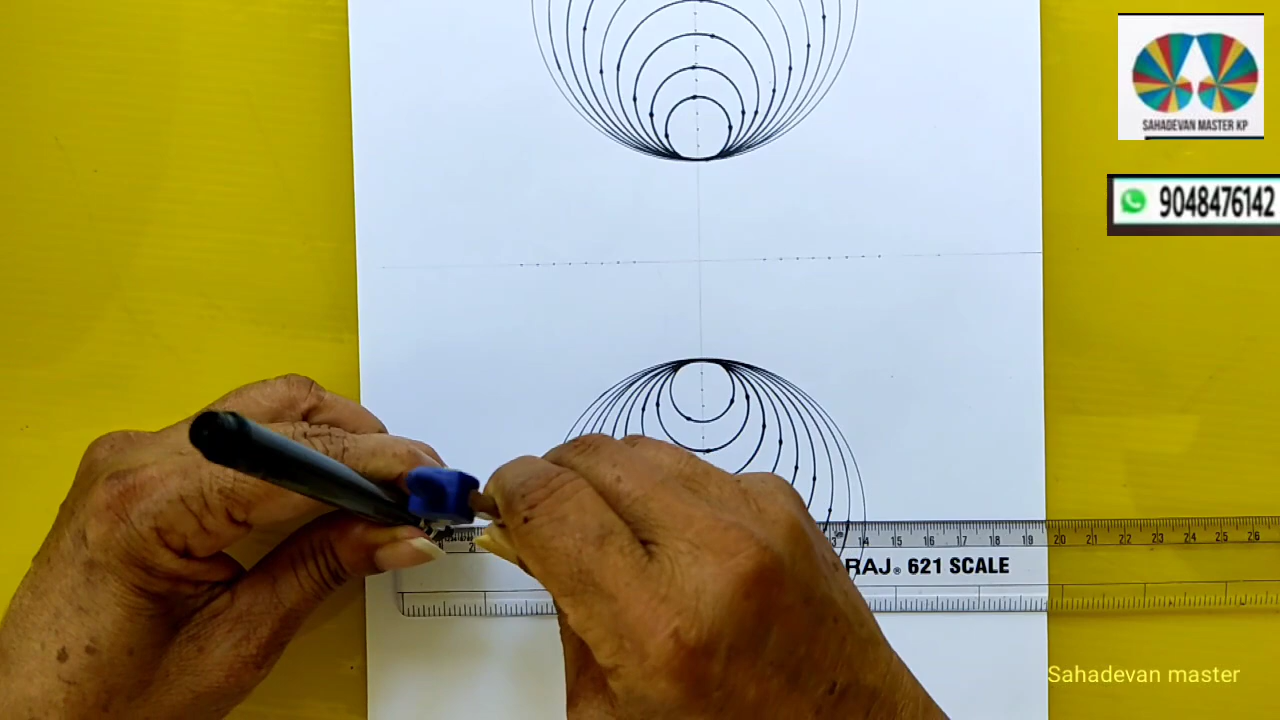 SAHADEVAN MASTER KP
9048476142
13 14 15 16 17 18 19 20 21 22 23 24 25 26
RAJ® 621 SCALE
Sahadevan master